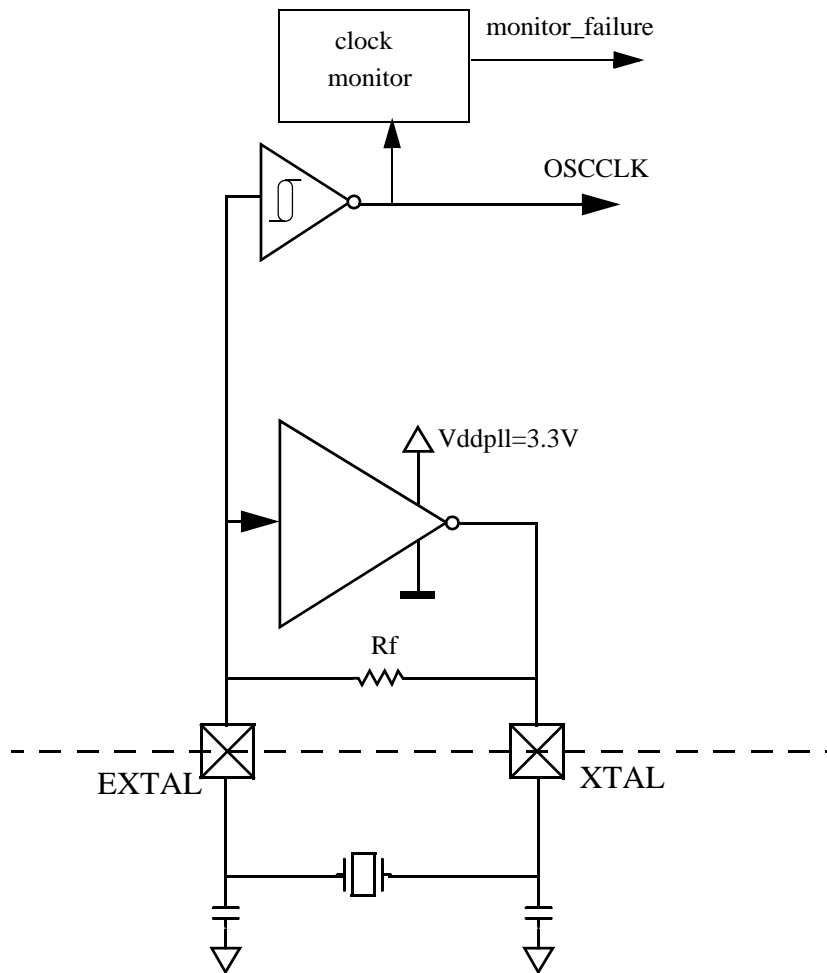 clock
monitor
monitor_failure
OSCCLK
Vddpll=3.3V
Rf
EXTAL
XTAL